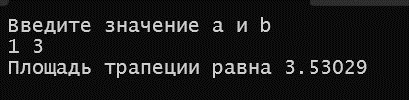 Введите значение a и b
1 3
Площадь трапеции равна 3.53029